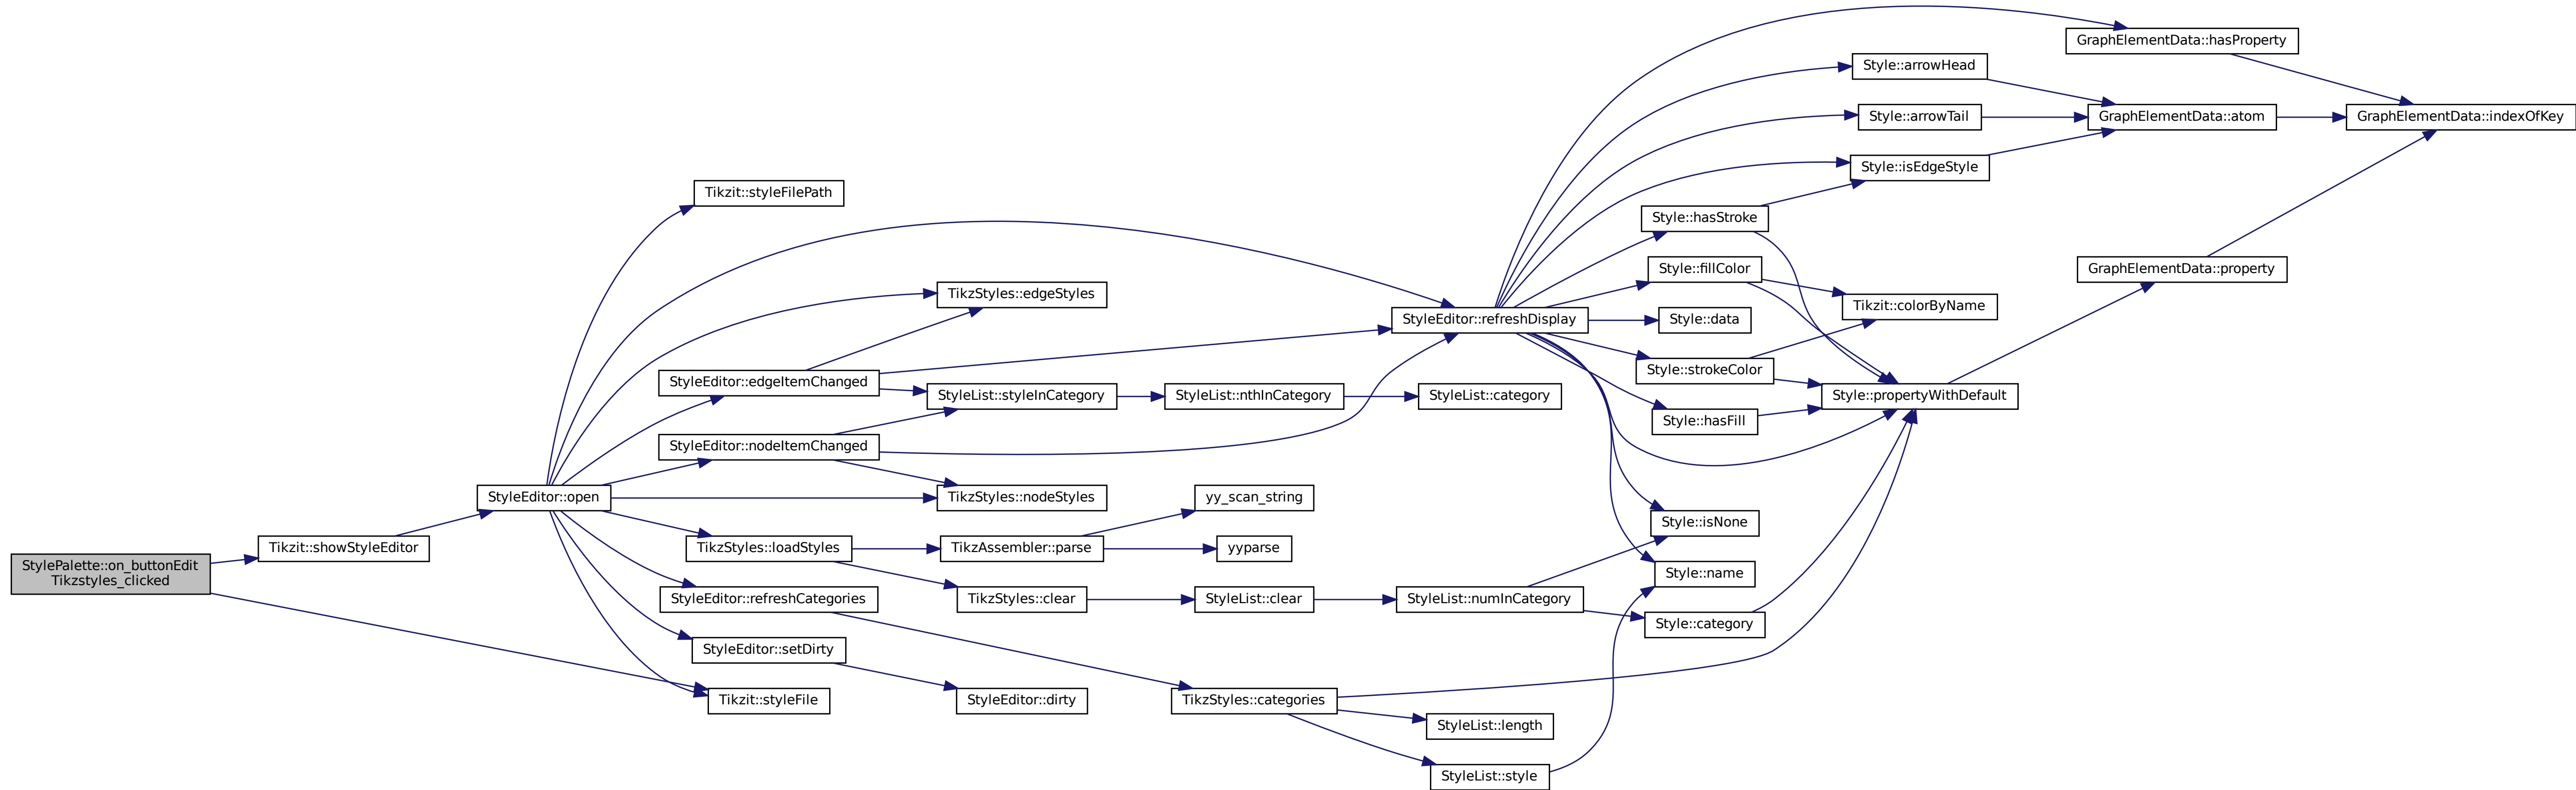 StylePalette::on_buttonEdit
Tikzstyles_clicked
Tikzit::showStyleEditor
StyleEditor::open
Tikzit::styleFilePath
TikzStyles::edgeStyles
StyleEditor::edgeItemChanged
StyleEditor::nodeItemChanged
TikzStyles::nodeStyles
TikzStyles::loadStyles
StyleEditor::refreshCategories
StyleEditor::setDirty
Tikzit::styleFile
StyleList::styleInCategory
TikzAssembler::parse
TikzStyles::clear
StyleEditor::dirty
StyleList::nthInCategory
yy_scan_string
yyparse
StyleList::clear
TikzStyles::categories
StyleEditor::refreshDisplay
StyleList::category
StyleList::numInCategory
StyleList::length
StyleList::style
Style::hasStroke
Style::fillColor
Style::data
Style::strokeColor
Style::hasFill
Style::isNone
Style::name
Style::category
Style::arrowHead
Style::arrowTail
Style::isEdgeStyle
Tikzit::colorByName
Style::propertyWithDefault
GraphElementData::hasProperty
GraphElementData::atom
GraphElementData::property
GraphElementData::indexOfKey